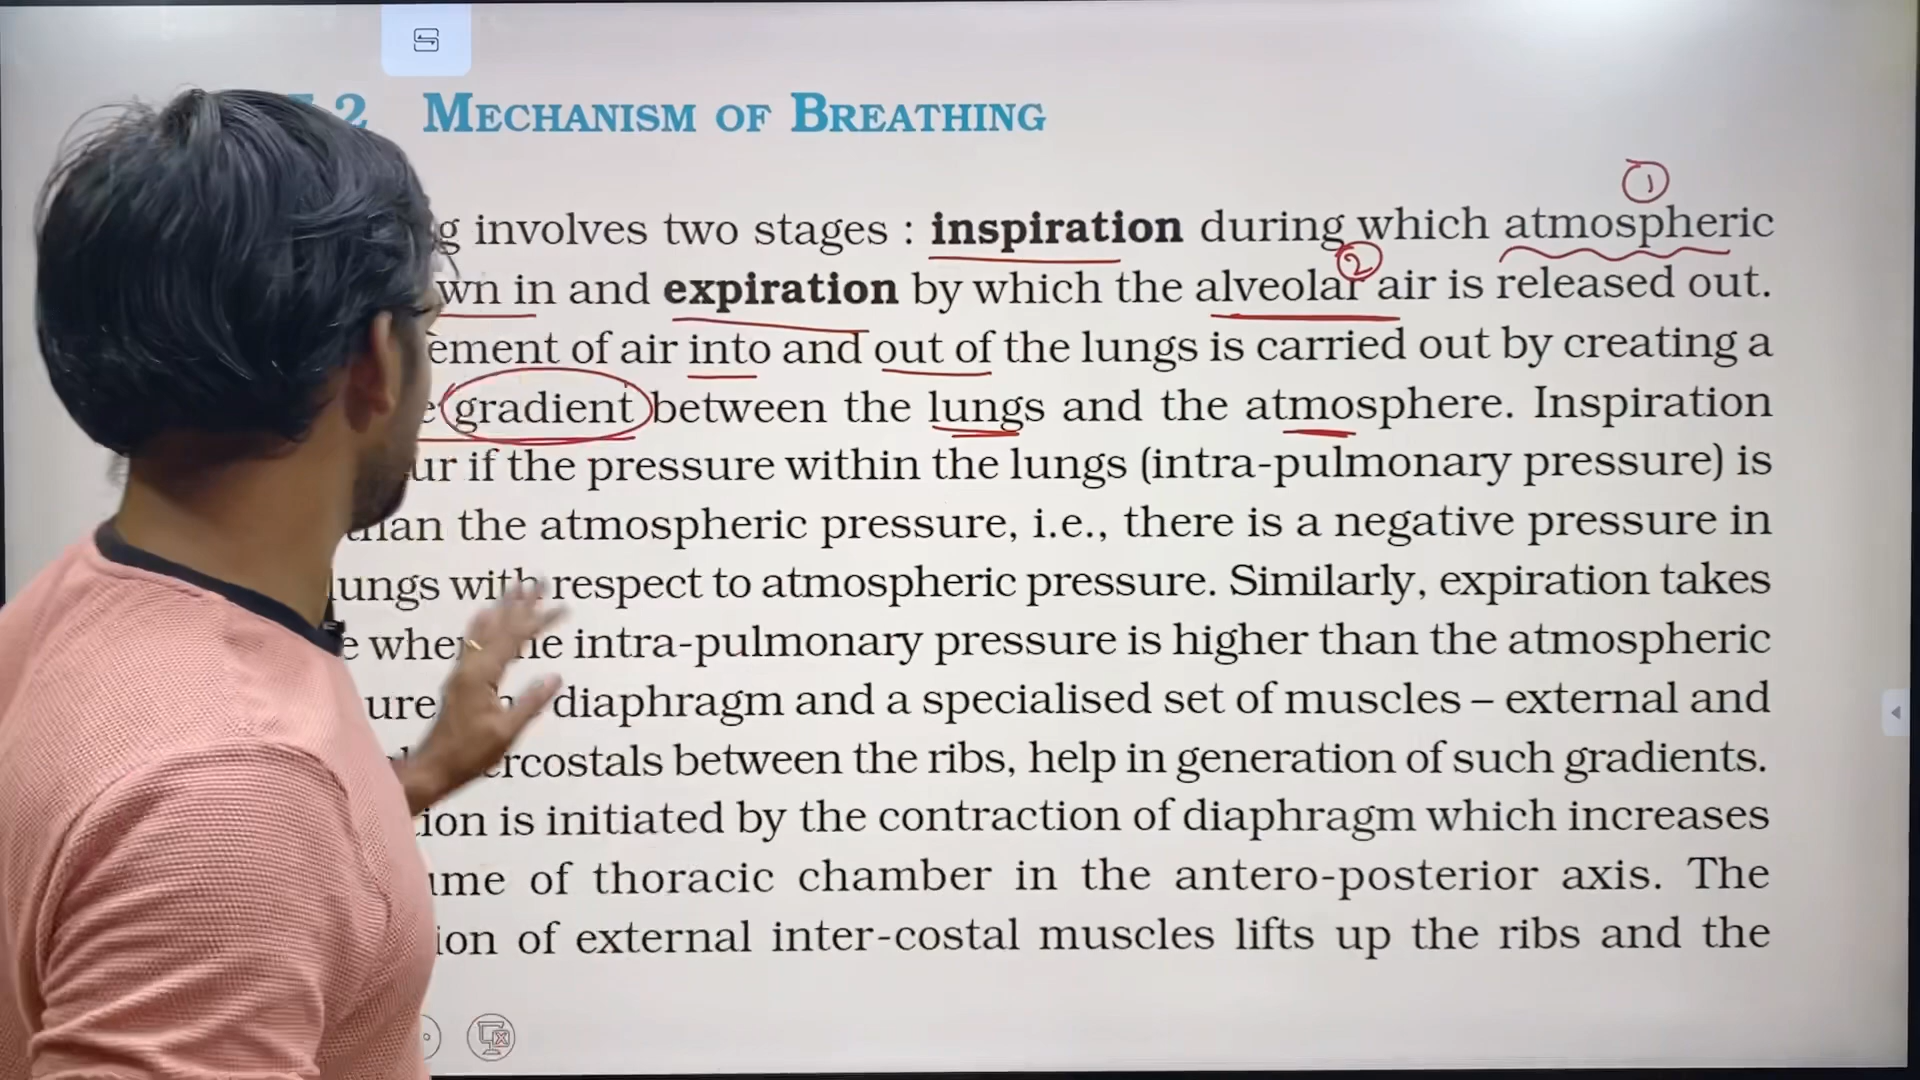 .2 MECHANISM OF BREATHING
1
g involves two stages : inspiration during which atmospheric
2
wn in and expiration by which the alveolar air is released out.
ement of air into and out of the lungs is carried out by creating a
e gradient between the lungs and the atmosphere. Inspiration
ur if the pressure within the lungs (intra-pulmonary pressure) is
than the atmospheric pressure, i.e., there is a negative pressure in
lungs with respect to atmospheric pressure. Similarly, expiration takes
e when the intra-pulmonary pressure is higher than the atmospheric
ure diaphragm and a specialised set of muscles – external and
ercostals between the ribs, help in generation of such gradients.
ion is initiated by the contraction of diaphragm which increases
ume of thoracic chamber in the antero-posterior axis. The
ion of external inter-costal muscles lifts up the ribs and the